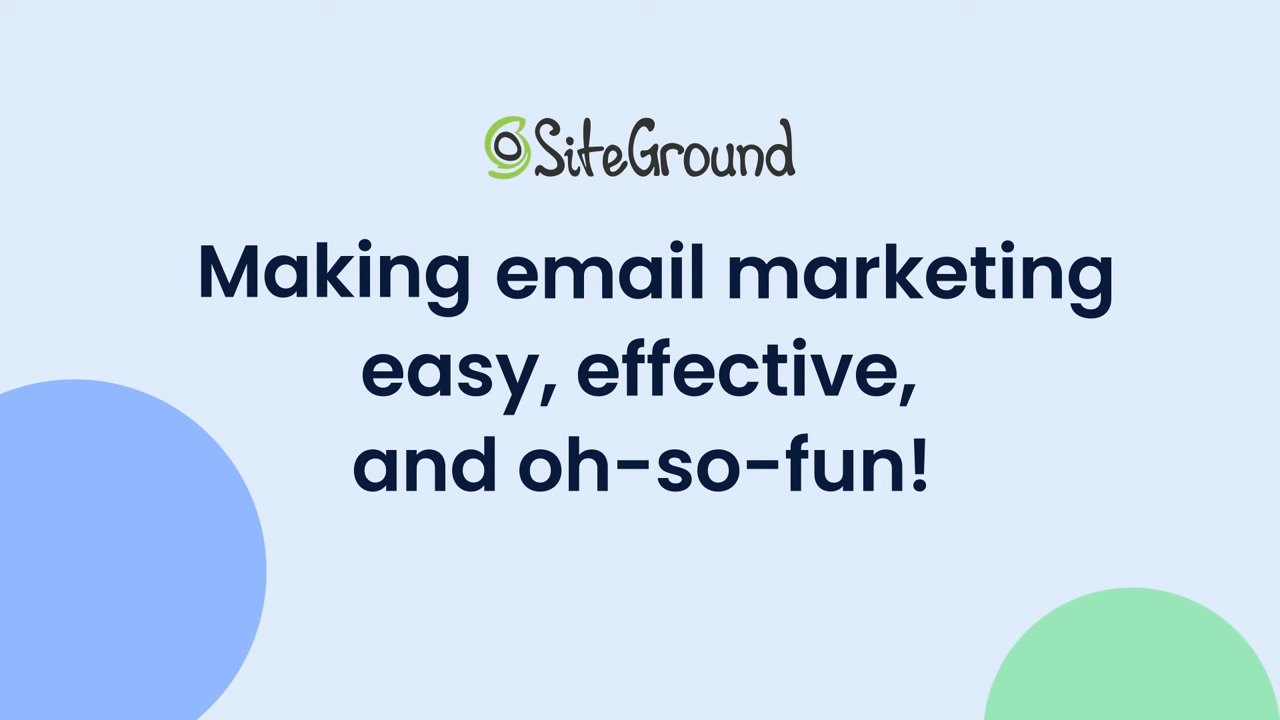 SiteGround
Making email marketing
easy, effective,
and oh-so-fun!